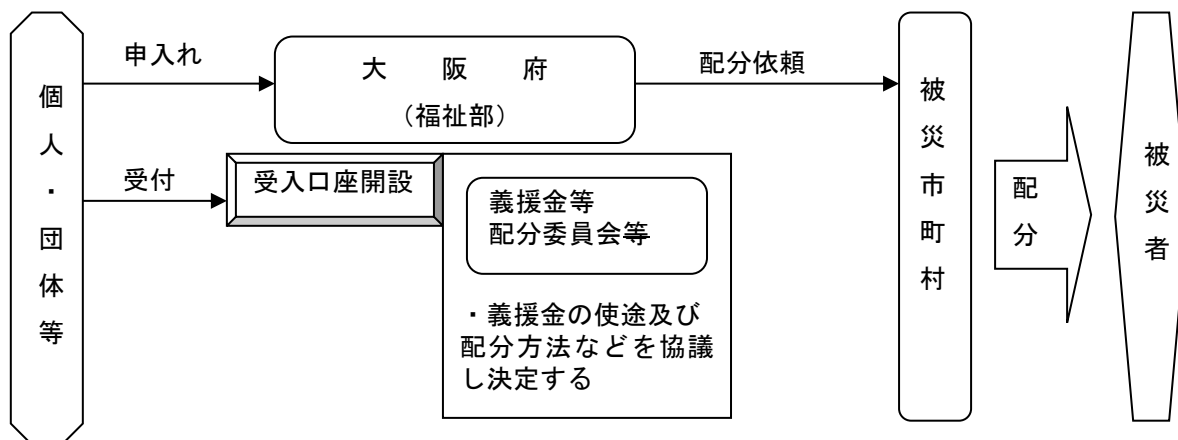 個人・団体等
申入れ
大阪府
（福祉部）
配分依頼
受付
受入口座開設
義援金等
配分委員会等
・義援金の使途及び
配分方法などを協議
し決定する
被災市町村
配分
被災者